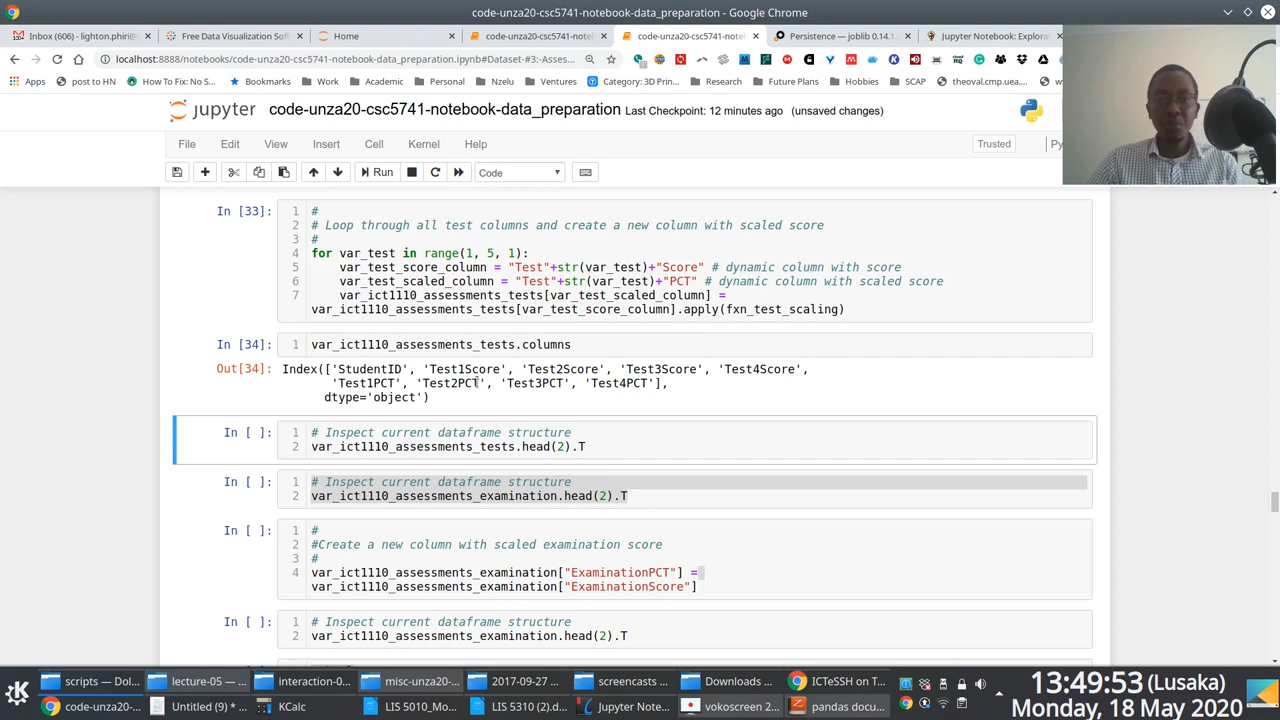 code-unza20-csc5741-notebook-data_preparation - Google Chrome
Inbox (606) - lighton.phiri@
Free Data Visualization Soft
Home
code-unza20-csc5741-note
code-unza20-csc5741-note
Persistence — joblib 0.14.1
Jupyter Notebook: Explora
localhost:8888/notebooks/code-unza20-csc5741-notebook-data_preparation.ipynb#Dataset-#3:-Asses...
Apps
post to HN
How To Fix: No...
Bookmarks
Work
Academic
Personal
Nzelu
Ventures
Category:3D Prin...
Research
Future Plans
Hobbies
SCAP
theoval.cmp.uea...
jupyter code-unza20-csc5741-notebook-data_preparation Last Checkpoint: 12 minutes ago (unsaved changes)
File Edit View Insert Cell Kernel Help
Trusted
Run
Code
In [33]:
1 #
2 # Loop through all test columns and create a new column with scaled score
3 #
4 for var_test in range(1, 5, 1):
5 var_test_score_column = "Test"+str(var_test)+"Score" # dynamic column with score
6 var_test_scaled_column = "Test"+str(var_test)+"PCT" # dynamic column with scaled score
7 var_ict1110_assessments_tests[var_test_scaled_column] =
var_ict1110_assessments_tests[var_test_score_column].apply(fxn_test_scaling)
In [34]: 1 var_ict1110_assessments_tests.columns
Out[34]: Index(['StudentID', 'Test1Score', 'Test2Score', 'Test3Score', 'Test4Score',
'Test1PCT', 'Test2PCT', 'Test3PCT', 'Test4PCT'],
dtype='object')
In [ ]: 1 # Inspect current dataframe structure
2 var_ict1110_assessments_tests.head(2).T
In [ ]: 1 # Inspect current dataframe structure
2 var_ict1110_assessments_examination.head(2).T
In [ ]: 1 #
2 #Create a new column with scaled examination score
3 #
4 var_ict1110_assessments_examination["ExaminationPCT"] =
var_ict1110_assessments_examination["ExaminationScore"]
In [ ]: 1 # Inspect current dataframe structure
2 var_ict1110_assessments_examination.head(2).T
scripts — Dol...
lecture-05 — ...
interaction-0...
misc-unza20-...
2017-09-27 ...
screencasts ...
Downloads ...
ICTeSSH on T...
code-unza20...
Untitled (9) * ...
KCalc
LIS 5010_Mo...
LIS 5310 (2).d...
Jupyter Note...
vokoscreen 2...
pandas docu...
13:49:53 (Lusaka)
Monday, 18 May 2020